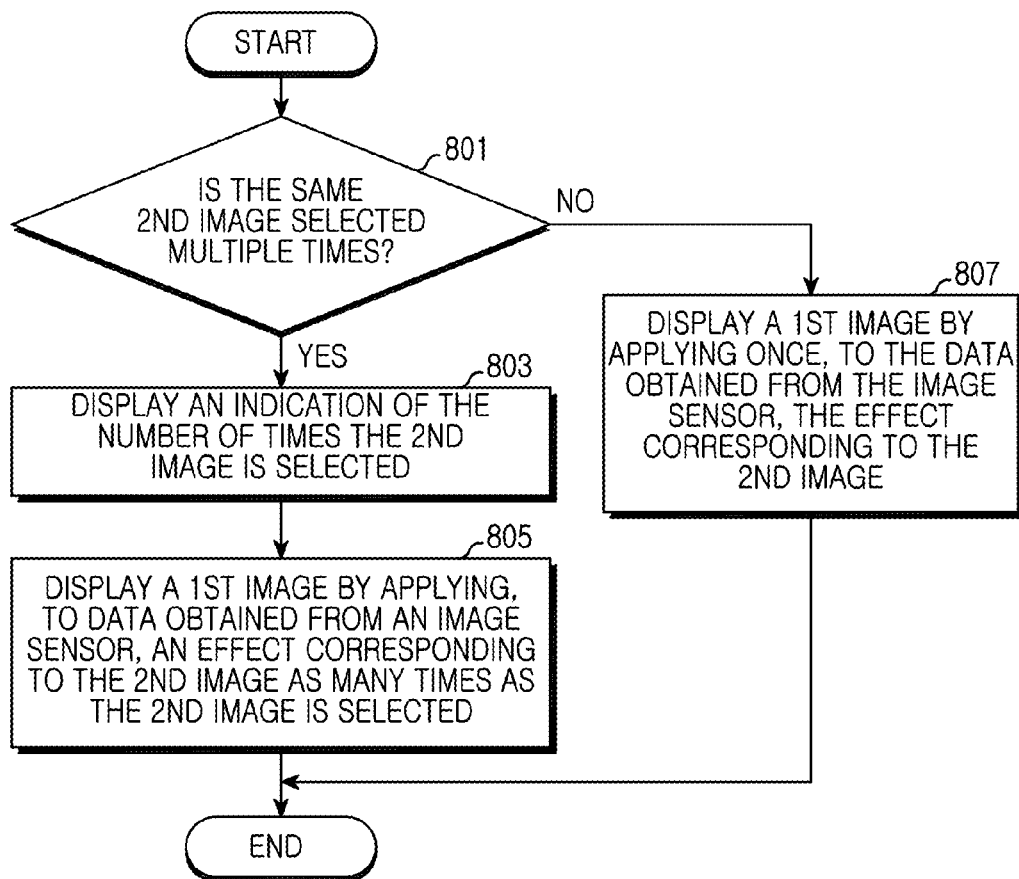 START
801
IS THE SAME
2ND IMAGE SELECTED
MULTIPLE TIMES?
NO
YES
803
DISPLAY AN INDICATION OF THE
NUMBER OF TIMES THE 2ND
IMAGE IS SELECTED
805
DISPLAY A 1ST IMAGE BY APPLYING,
TO DATA OBTAINED FROM AN IMAGE
SENSOR, AN EFFECT CORRESPONDING
TO THE 2ND IMAGE AS MANY TIMES AS
THE 2ND IMAGE IS SELECTED
807
DISPLAY A 1ST IMAGE BY
APPLYING ONCE, TO THE DATA
OBTAINED FROM THE IMAGE
SENSOR, THE EFFECT
CORRESPONDING TO THE
2ND IMAGE
END